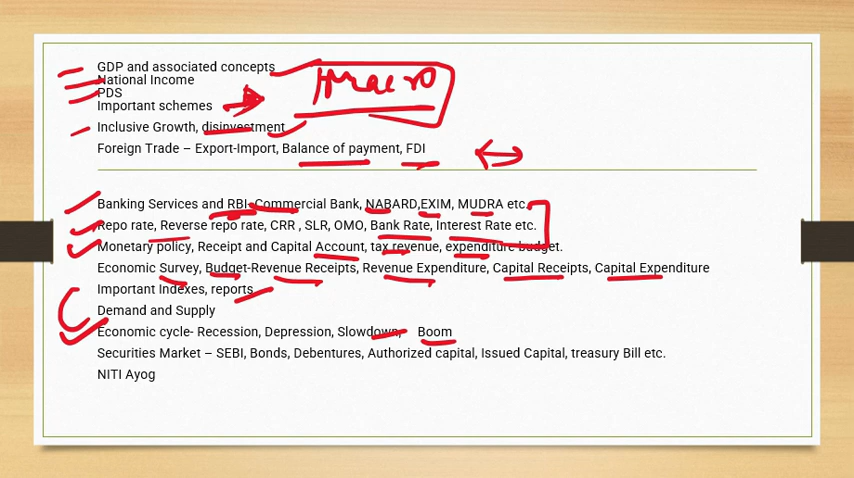 GDP and associated concepts
National Income
PDS
Important schemes
Macro
Inclusive Growth, disinvestment
Foreign Trade – Export-Import, Balance of payment, FDI
Banking Services and RBI- Commercial Bank, NABARD,EXIM, MUDRA etc.
Repo rate, Reverse repo rate, CRR , SLR, OMO, Bank Rate, Interest Rate etc.
Monetary policy, Receipt and Capital Account, tax revenue, expenditure budget.
Economic Survey, Budget-Revenue Receipts, Revenue Expenditure, Capital Receipts, Capital Expenditure
Important Indexes, reports
Demand and Supply
Economic cycle- Recession, Depression, Slowdown, Boom
Securities Market – SEBI, Bonds, Debentures, Authorized capital, Issued Capital, treasury Bill etc.
NITI Ayog